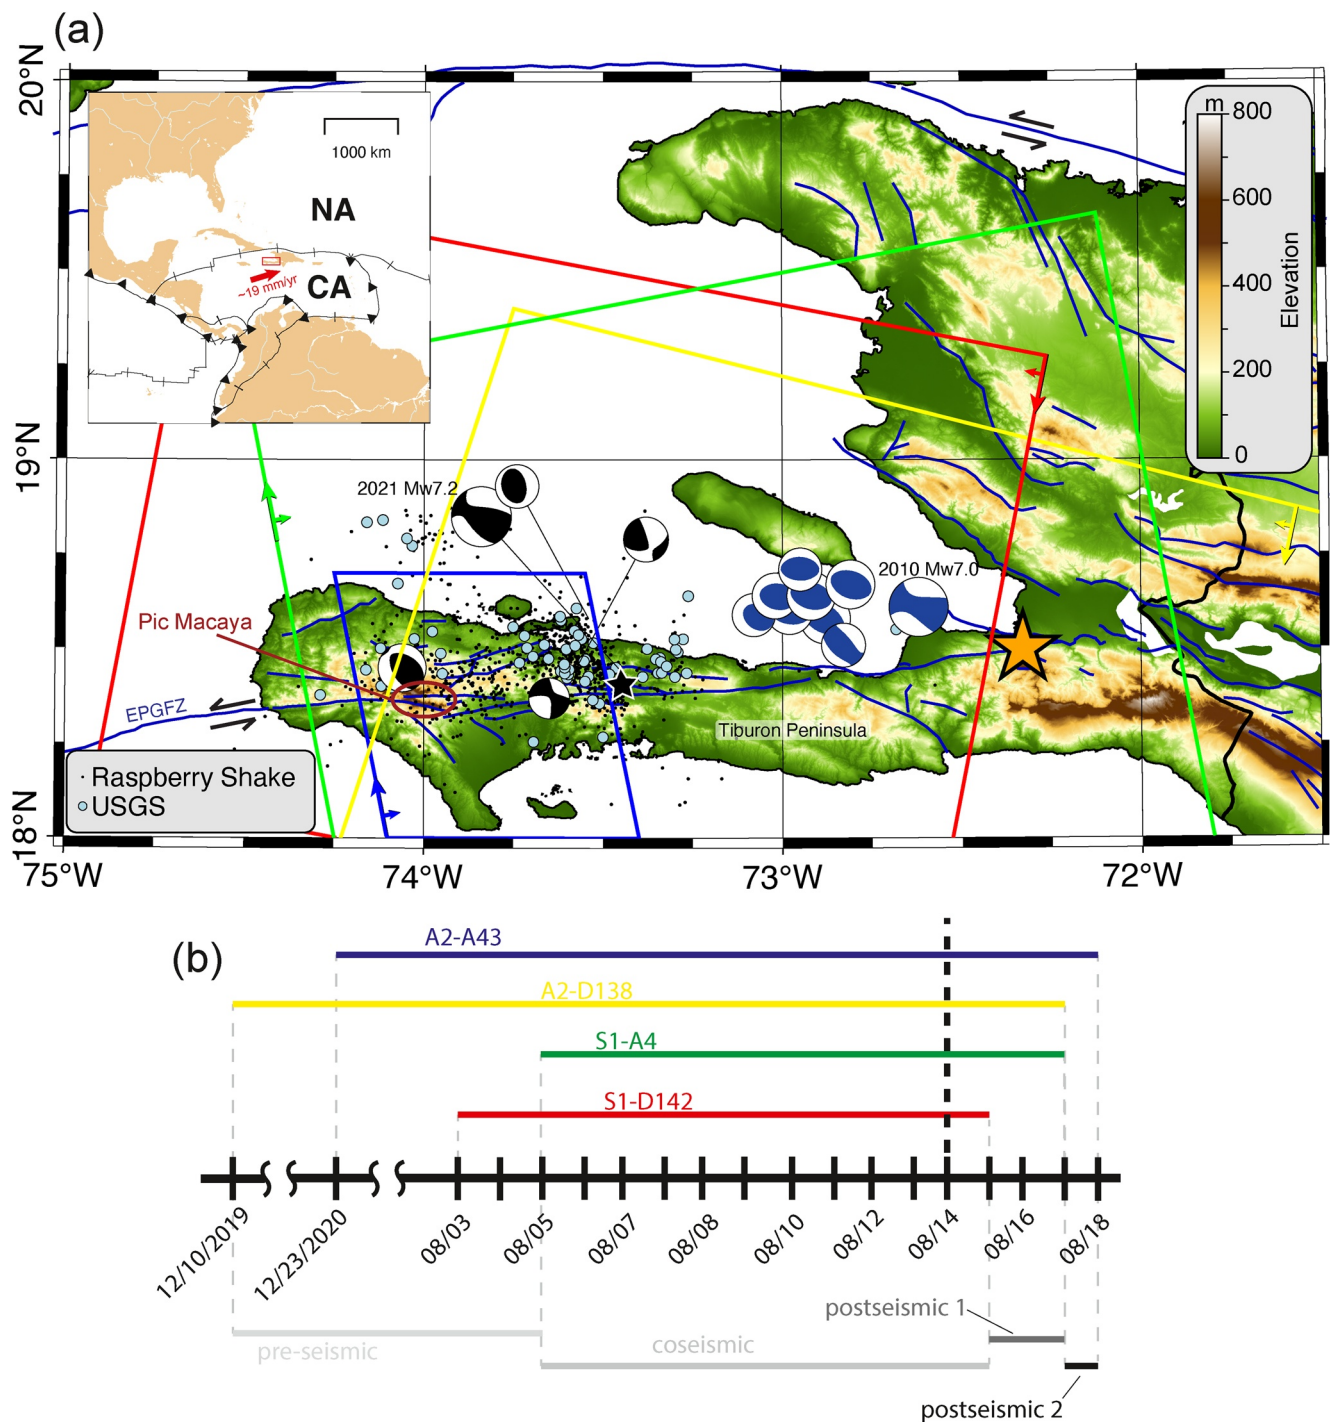 (a)
20°N
19°N
18°N
75°W
74°W
73°W
72°W
1000 km
NA
CA
~19 mm/yr
m
800
600
400
200
0
Elevation
2021 Mw7.2
2010 Mw7.0
Pic Macaya
EPGFZ
Tiburon Peninsula
Raspberry Shake
USGS
(b)
A2-A43
A2-D138
S1-A4
S1-D142
12/10/2019
12/23/2020
08/03
08/05
08/07
08/08
08/10
08/12
08/14
08/16
08/18
postseismic 1
pre-seismic
coseismic
postseismic 2